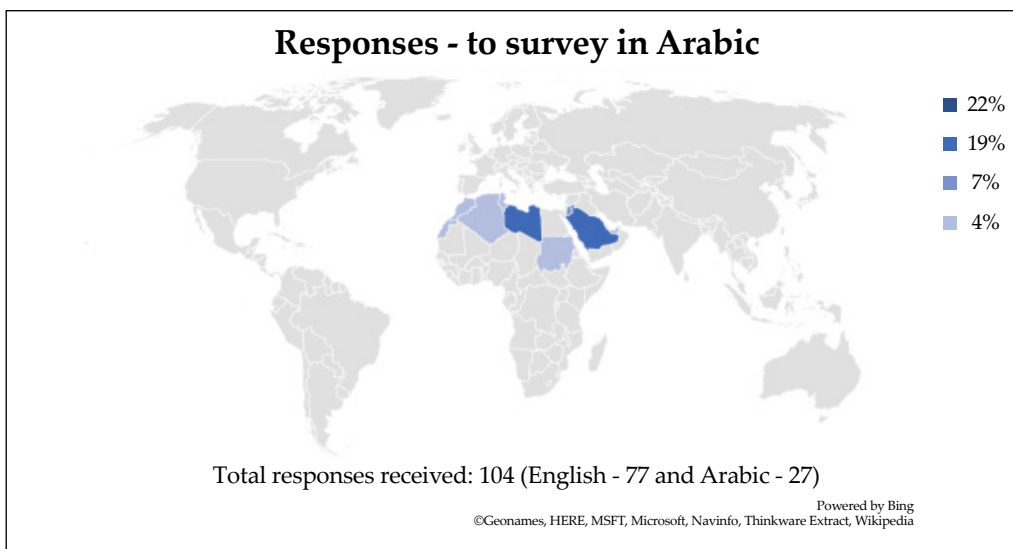 Responses - to survey in Arabic
22%
19%
7%
4%
Total responses received: 104 (English - 77 and Arabic - 27)
Powered by Bing
©Geonames, HERE, MSFT, Microsoft, Navinfo, Thinkware Extract, Wikipedia